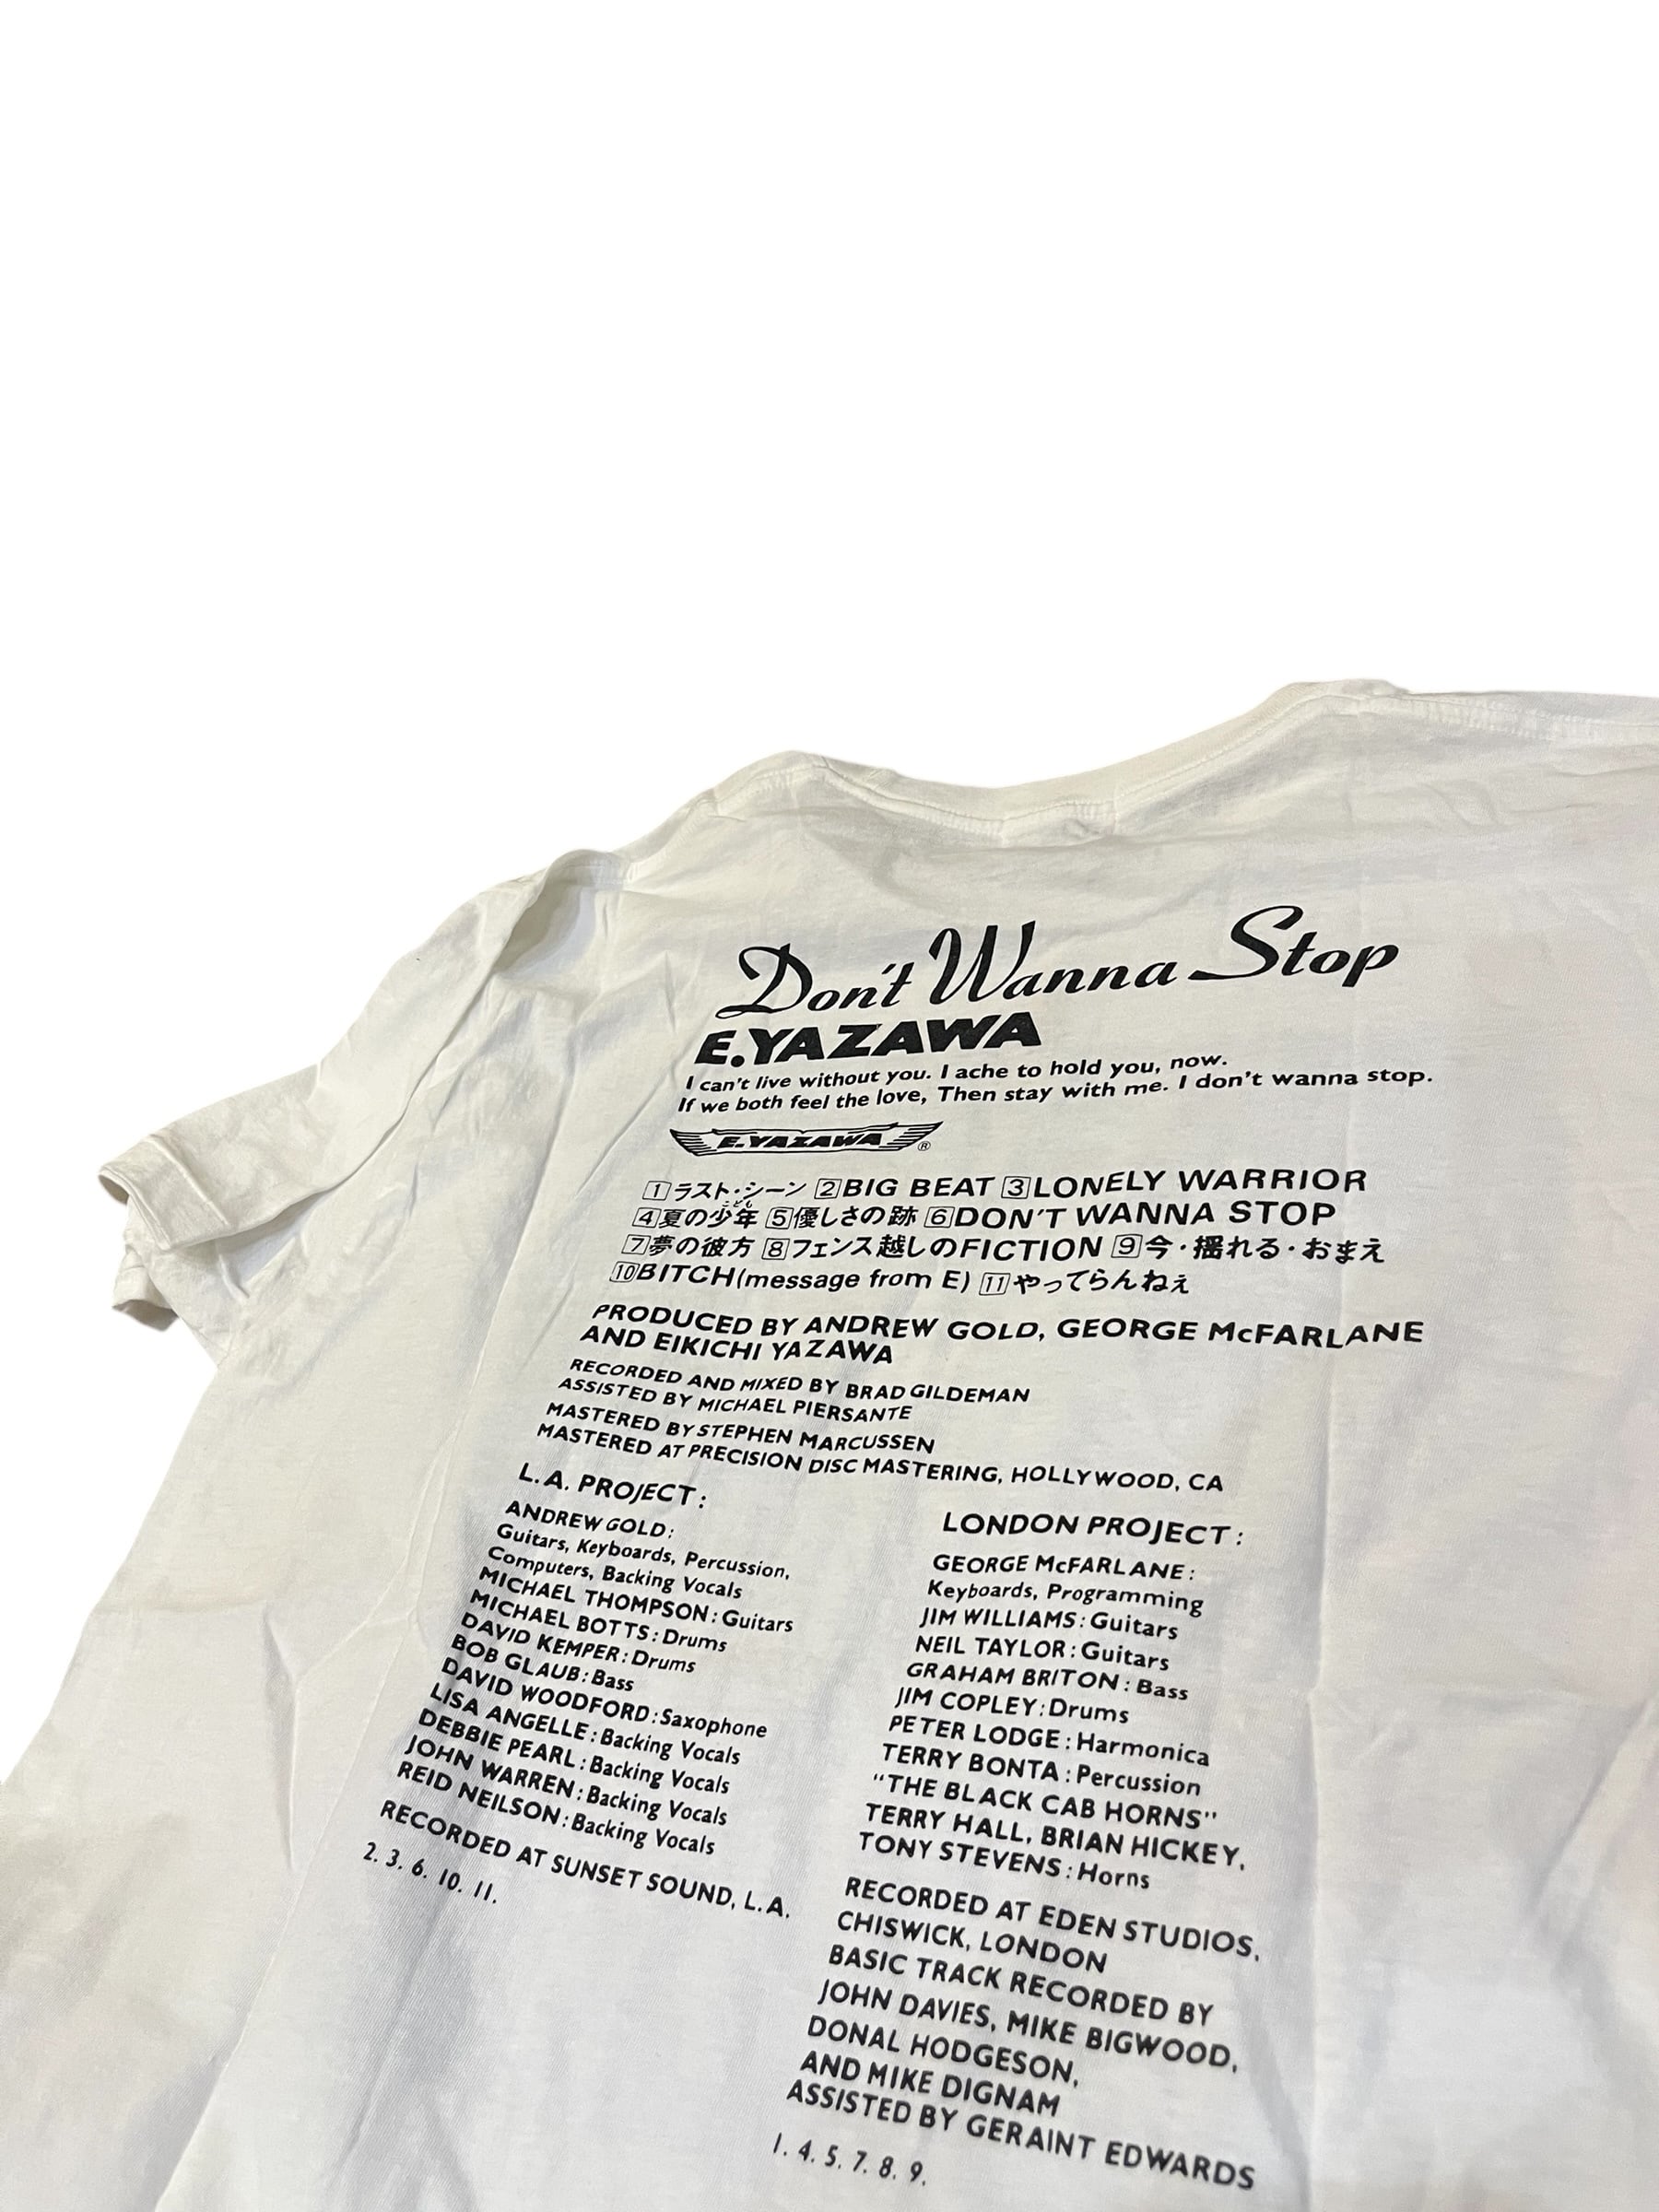 Don't Wanna Stop
E.YAZAWA
I can't live without you. I ache to hold you, now.
If we both feel the love, Then stay with me. I don't wanna stop.
E.YAZAWA ®
1ラスト・シーン 2BIG BEAT 3LONELY WARRIOR
こども
4夏の少年 5優しさの跡 6DON'T WANNA STOP
7夢の彼方 8フェンス越しのFICTION 9今・揺れる・おまえ
10BITCH(message from E) 11やってらんねぇ
PRODUCED BY ANDREW GOLD, GEORGE McFARLANE
AND EIKICHI YAZAWA
RECORDED AND MIXED BY BRAD GILDEMAN
ASSISTED BY MICHAEL PIERSANTE
MASTERED BY STEPHEN MARCUSSEN
MASTERED AT PRECISION DISC MASTERING, HOLLYWOOD, CA
L.A. PROJECT:
ANDREW GOLD:
Guitars, Keyboards, Percussion,
Computers, Backing Vocals
MICHAEL THOMPSON: Guitars
MICHAEL BOTTS: Drums
DAVID KEMPER: Drums
BOB GLAUB: Bass
DAVID WOODFORD: Saxophone
LISA ANGELLE: Backing Vocals
DEBBIE PEARL: Backing Vocals
JOHN WARREN: Backing Vocals
REID NEILSON: Backing Vocals
RECORDED AT SUNSET SOUND, L.A.
2. 3. 6. 10. 11.
LONDON PROJECT:
GEORGE McFARLANE:
Keyboards, Programming
JIM WILLIAMS: Guitars
NEIL TAYLOR: Guitars
GRAHAM BRITON: Bass
JIM COPLEY: Drums
PETER LODGE: Harmonica
TERRY BONTA: Percussion
"THE BLACK CAB HORNS"
TERRY HALL, BRIAN HICKEY,
TONY STEVENS: Horns
RECORDED AT EDEN STUDIOS,
CHISWICK, LONDON
BASIC TRACK RECORDED BY
JOHN DAVIES, MIKE BIGWOOD,
DONAL HODGESON,
AND MIKE DIGNAM
ASSISTED BY GERAINT EDWARDS
1. 4. 5. 7. 8. 9.